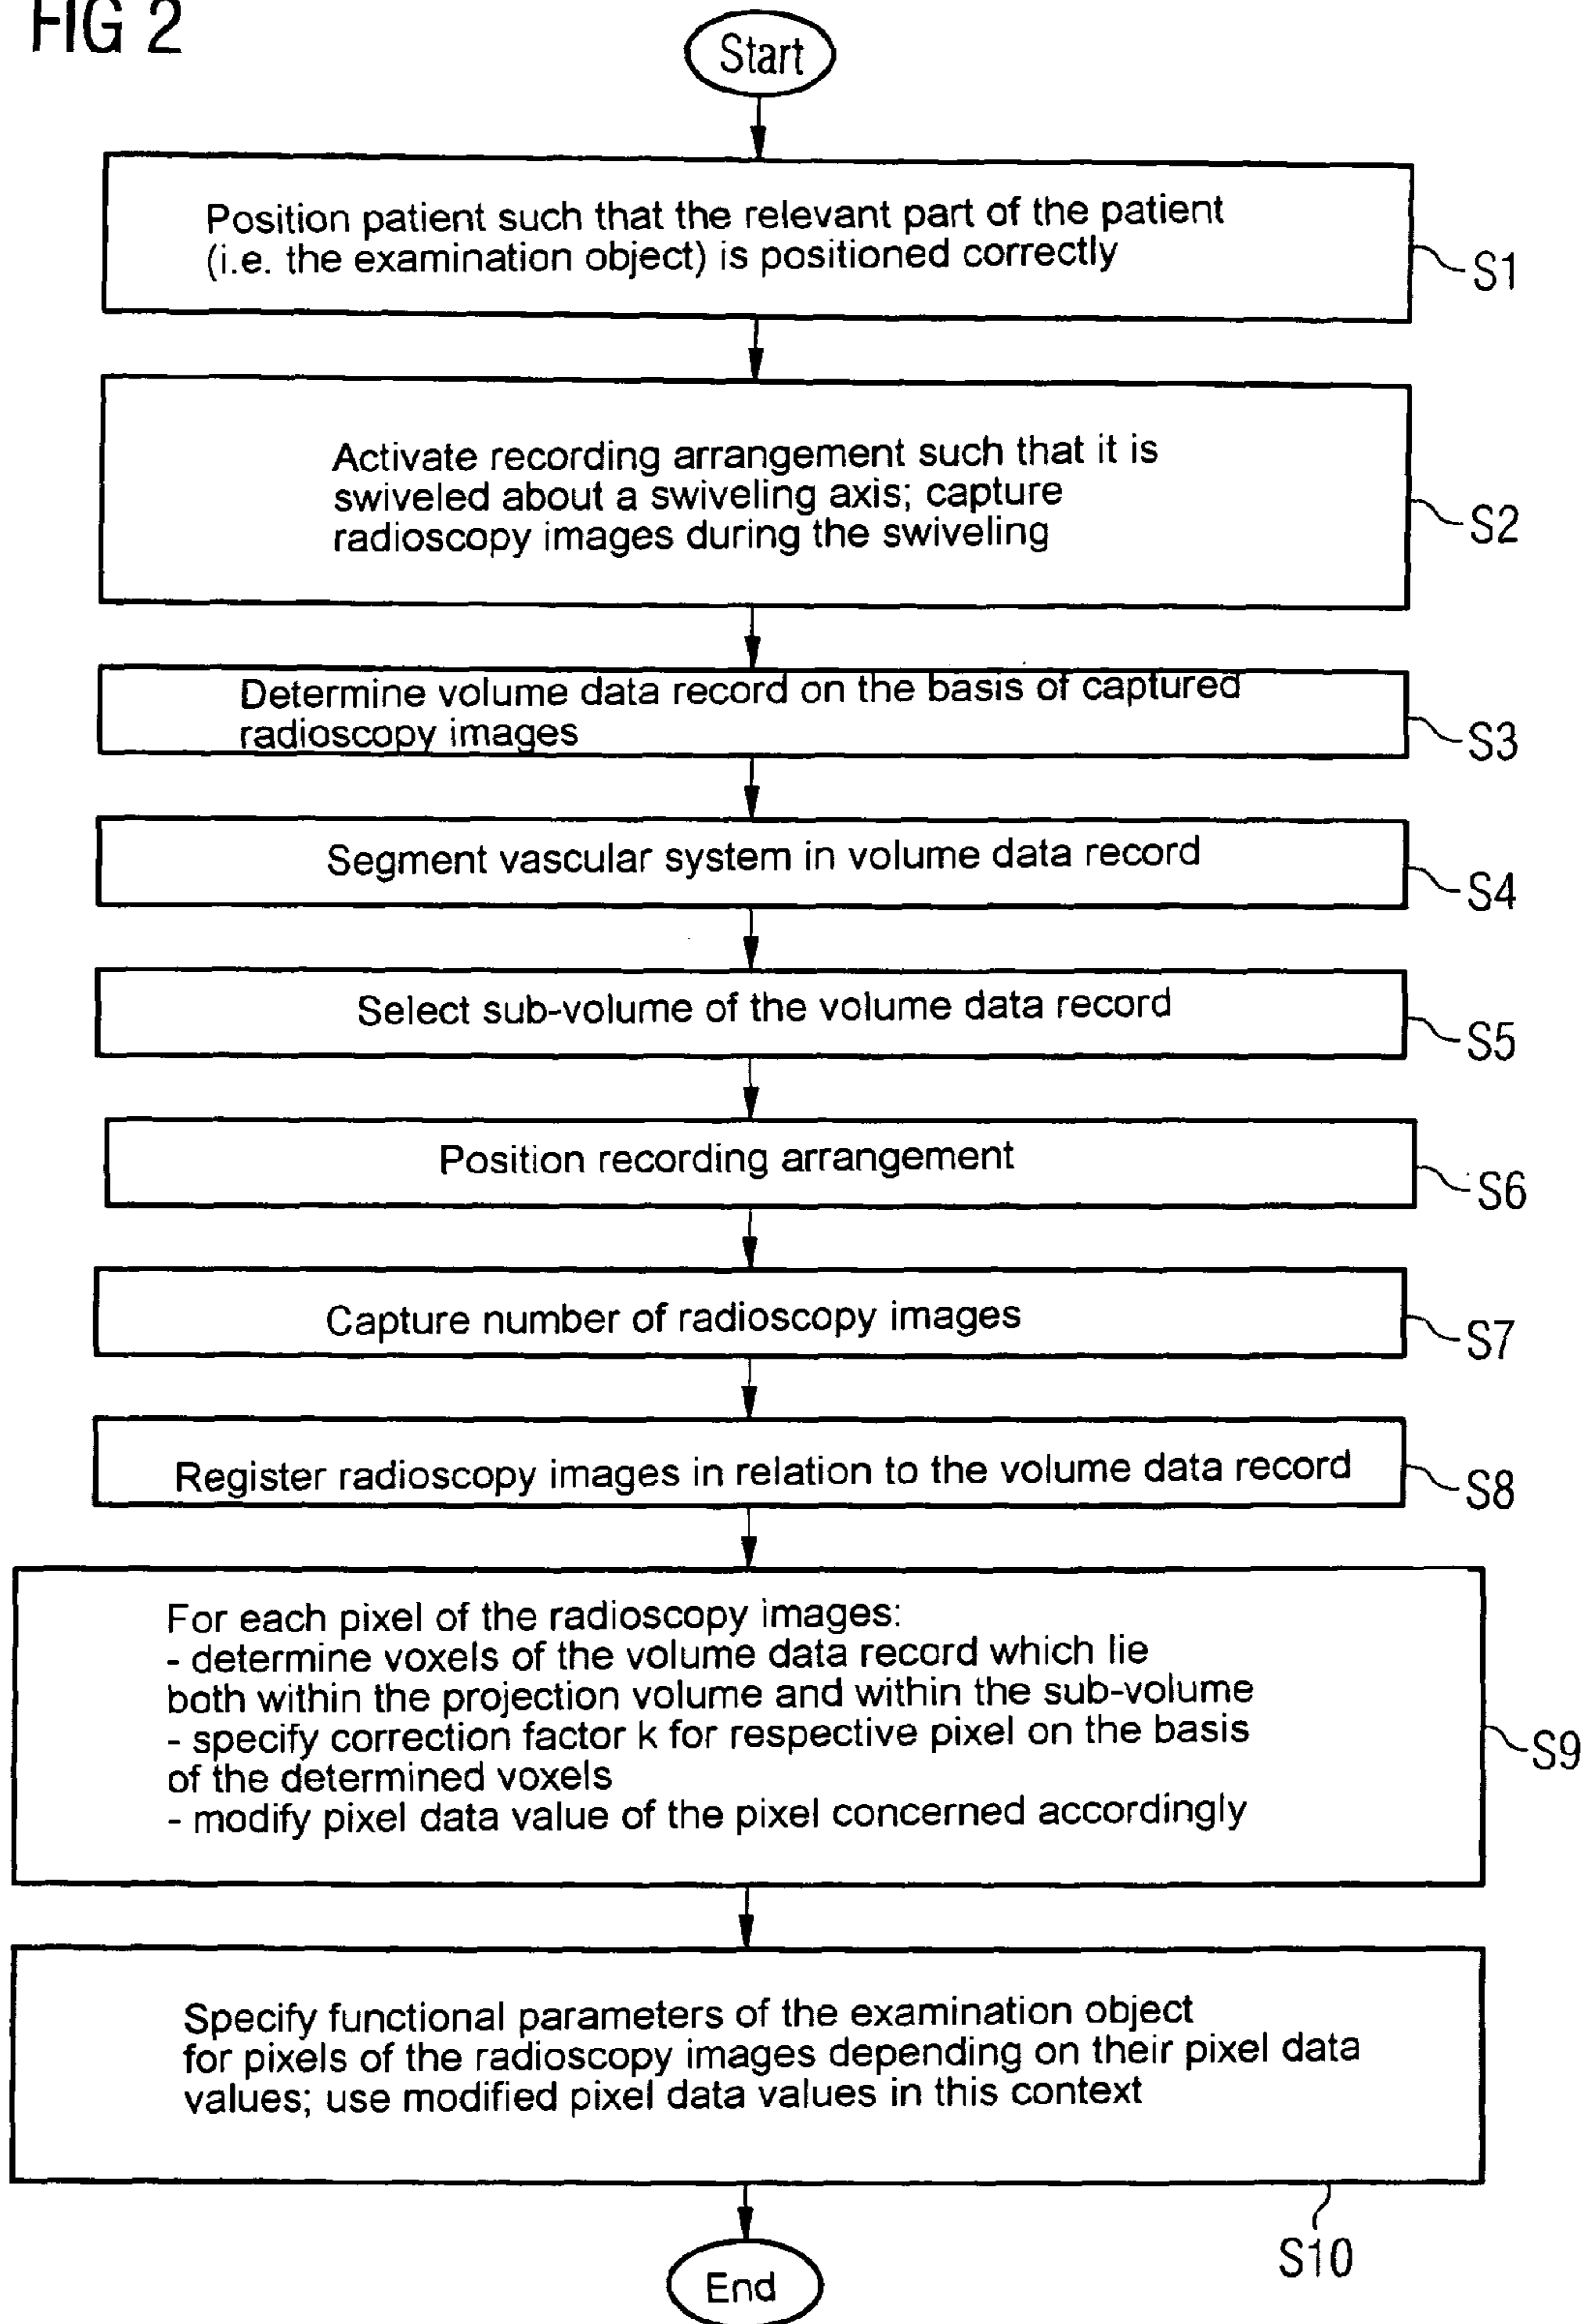 FIG 2
Start
Position patient such that the relevant part of the patient
(i.e. the examination object) is positioned correctly
S1
Activate recording arrangement such that it is
swiveled about a swiveling axis; capture
radioscopy images during the swiveling
S2
Determine volume data record on the basis of captured
radioscopy images
S3
Segment vascular system in volume data record
S4
Select sub-volume of the volume data record
S5
Position recording arrangement
S6
Capture number of radioscopy images
S7
Register radioscopy images in relation to the volume data record
S8
For each pixel of the radioscopy images:
- determine voxels of the volume data record which lie
both within the projection volume and within the sub-volume
- specify correction factor k for respective pixel on the basis
of the determined voxels
- modify pixel data value of the pixel concerned accordingly
S9
Specify functional parameters of the examination object
for pixels of the radioscopy images depending on their pixel data
values; use modified pixel data values in this context
S10
End